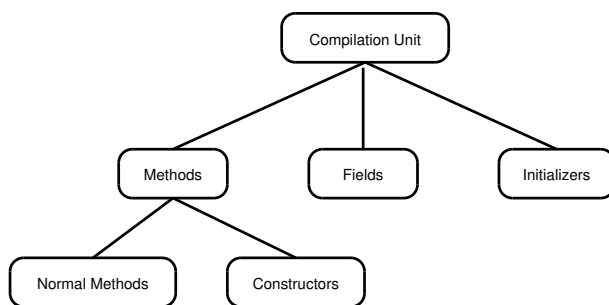 Compilation Unit
Methods
Fields
Initializers
Normal Methods
Constructors